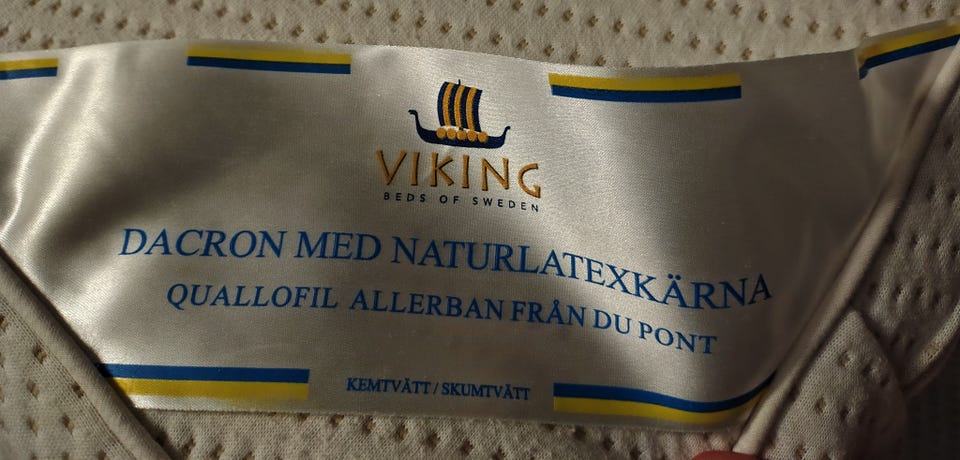 VIKING
BEDS OF SWEDEN
DACRON MED NATURLATEXKÄRNA
QUALLOFIL ALLERBAN FRÅN DU PONT
KEMTVÄTT / SKUMTVÄTT